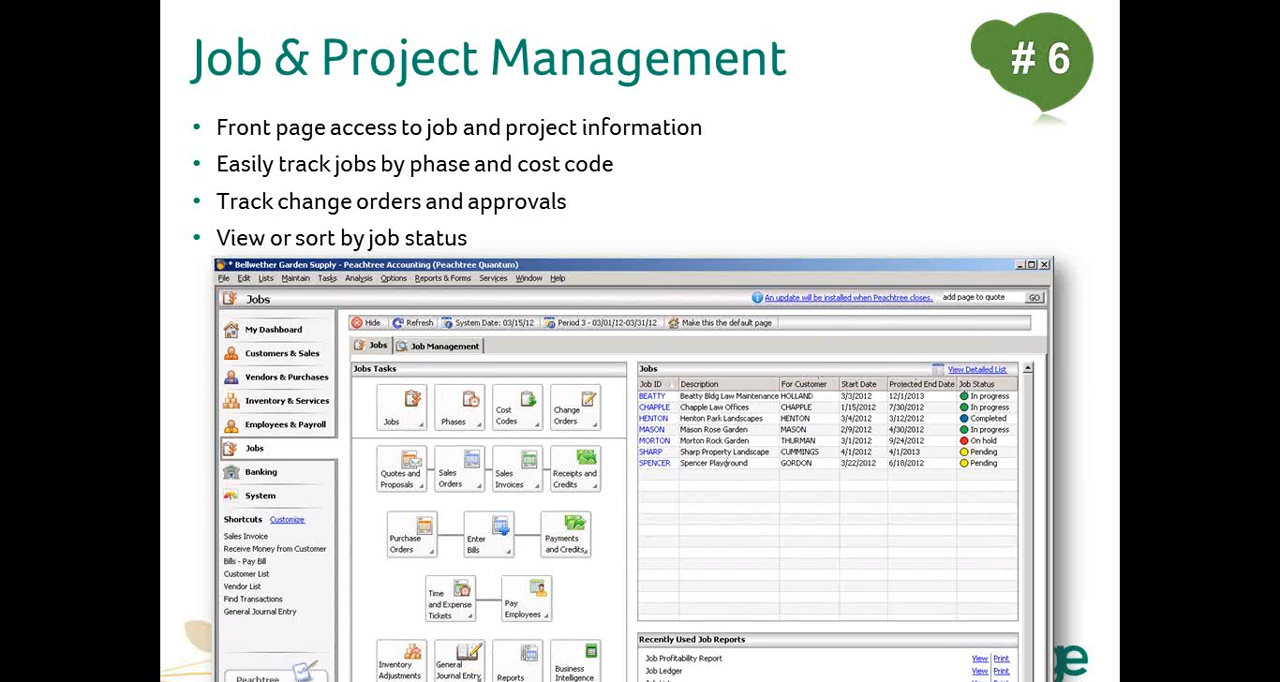 Job & Project Management
# 6
• Front page access to job and project information
• Easily track jobs by phase and cost code
• Track change orders and approvals
• View or sort by job status
* Bellwether Garden Supply - Peachtree Accounting (Peachtree Quantum)
File Edit Lists Maintain Tasks Analysis Options Reports & Forms Services Window Help
Jobs
An update will be installed when Peachtree closes. add page to quote GO
Hide Refresh System Date: 03/15/12 Period 3 - 03/01/12-03/31/12 Make this the default page
My Dashboard
Customers & Sales
Vendors & Purchases
Inventory & Services
Employees & Payroll
Jobs
Banking
System
Shortcuts Customize
Sales Invoice
Receive Money from Customer
Bills - Pay Bill
Customer List
Vendor List
Find Transactions
General Journal Entry
Peachtree
Jobs Job Management
Jobs Tasks
Jobs Phases Cost Codes Change Orders
Quotes and Proposals Sales Orders Sales Invoices Receipts and Credits
Purchase Orders Enter Bills Payments and Credits
Time and Expense Tickets Pay Employees
Inventory Adjustments General Journal Entry Reports Business Intelligence
Jobs View Detailed List
Job ID Description For Customer Start Date Projected End Date Job Status
BEATTY Beatty Bldg Law Maintenance HOLLAND 3/3/2012 12/1/2013 In progress
CHAPPLE Chapple Law Offices CHAPPLE 1/15/2012 7/30/2012 In progress
HENTON Henton Park Landscapes HENTON 3/4/2012 3/12/2012 Completed
MASON Mason Rose Garden MASON 2/9/2012 4/30/2012 In progress
MORTON Morton Rock Garden THURMAN 3/1/2012 9/24/2012 On hold
SHARP Sharp Property Landscape CUMMINGS 4/1/2012 4/1/2013 Pending
SPENCER Spencer Playground GORDON 3/22/2012 6/18/2012 Pending
Recently Used Job Reports
Job Profitability Report View Print
Job Ledger View Print